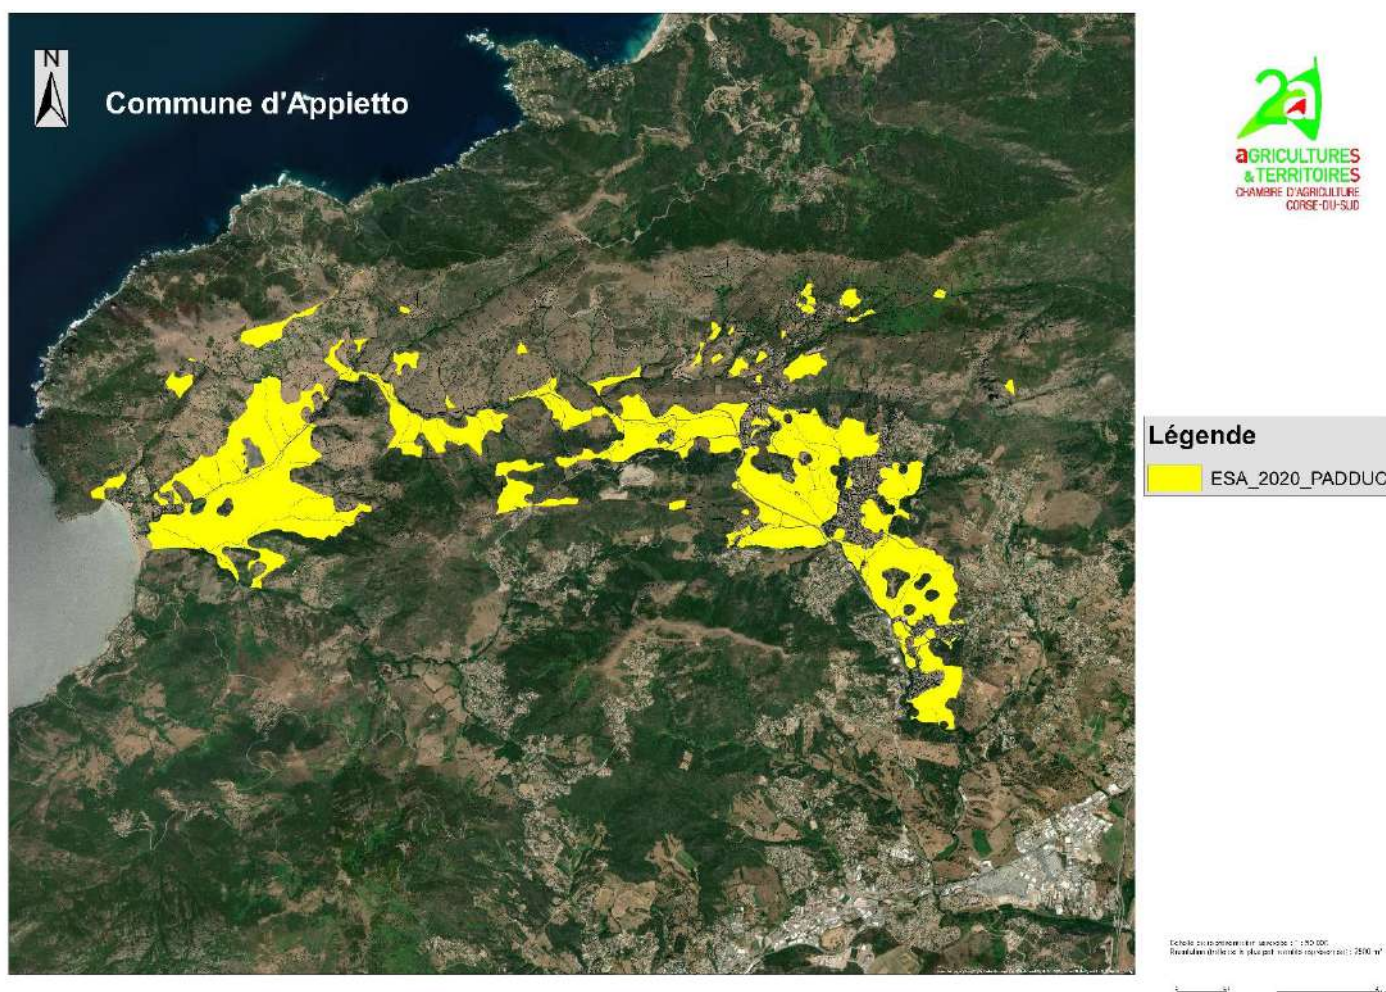 N
Commune d'Appietto
2a
aGRICULTURES
& TERRITOIRES
CHAMBRE D'AGRICULTURE
CORSE-DU-SUD
Légende
ESA_2020_PADDUC